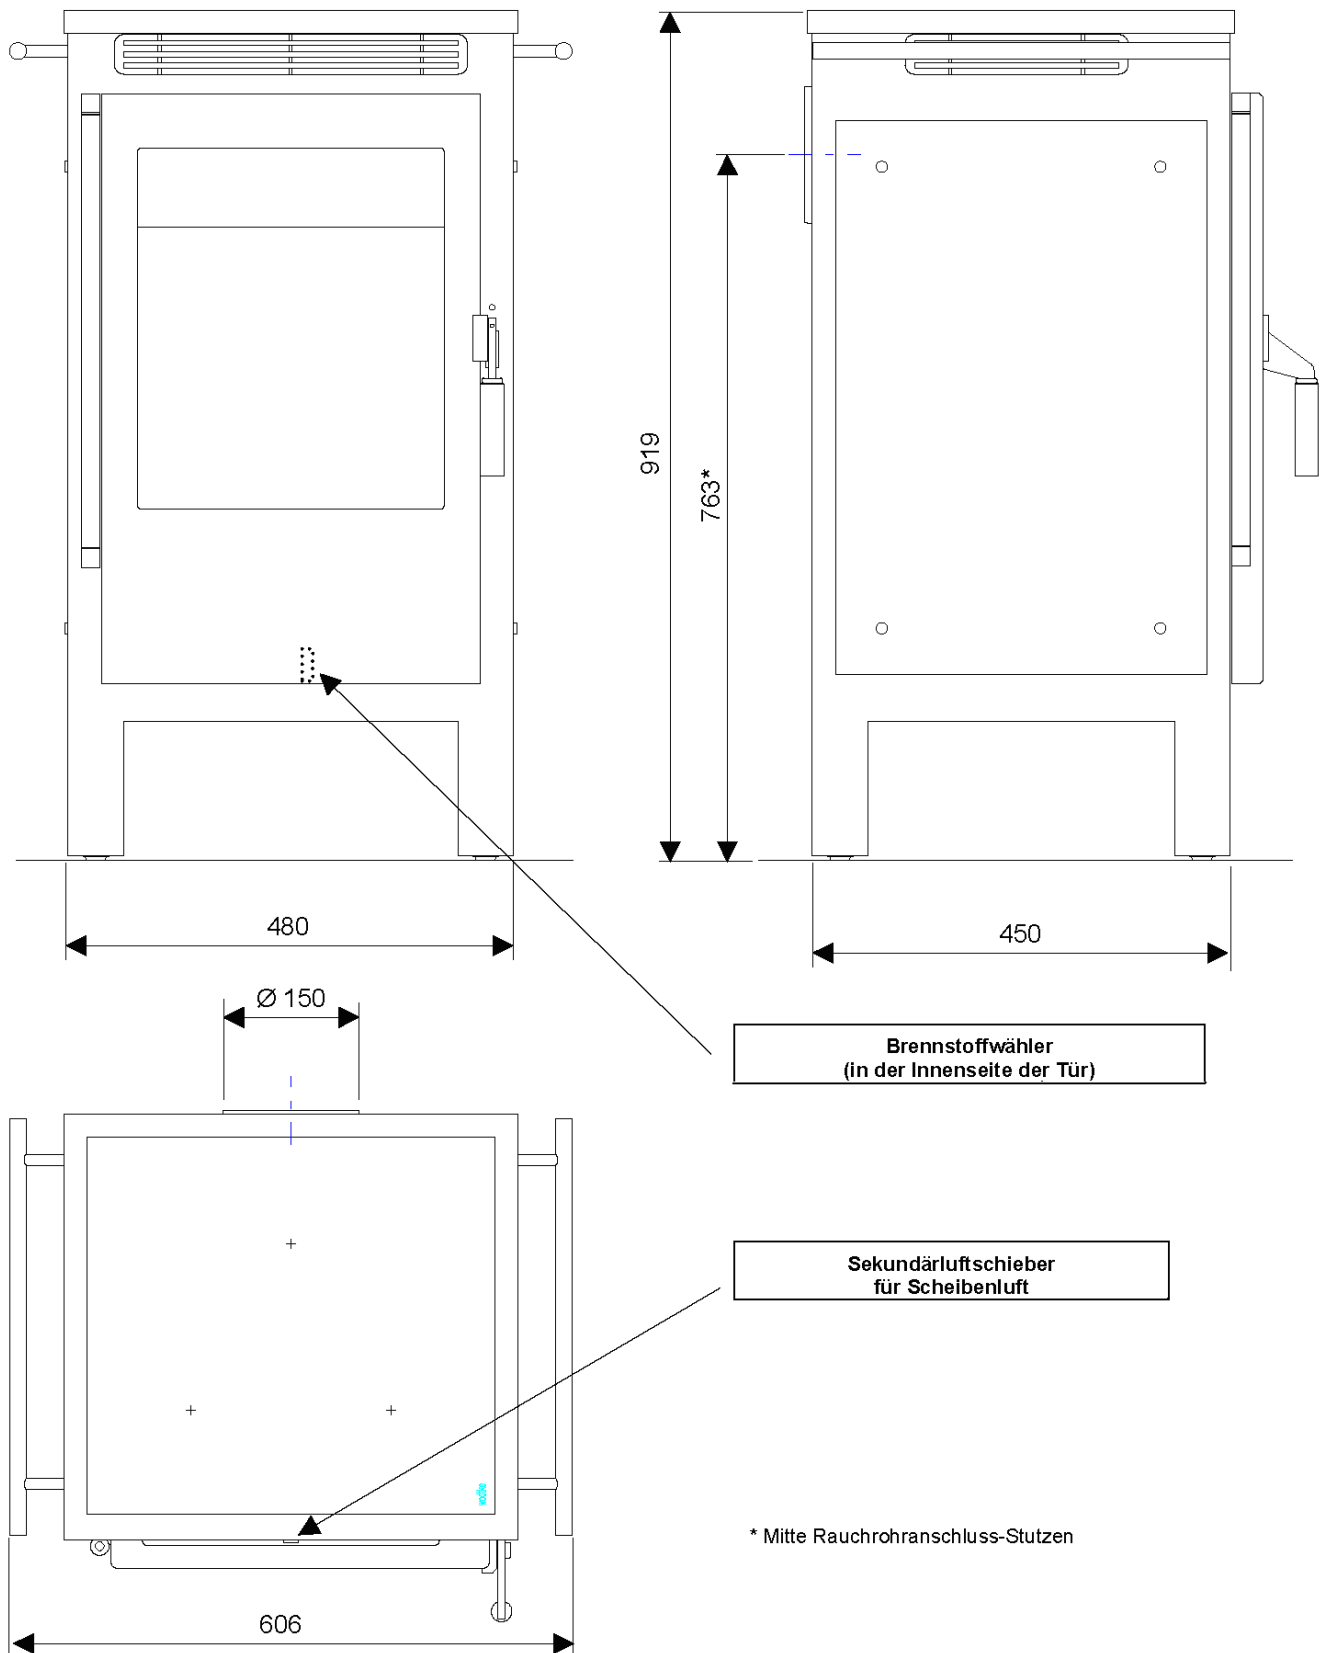 919
763*
480
450
Ø 150
Brennstoffwähler
(in der Innenseite der Tür)
Sekundärluftschieber
für Scheibenluft
* Mitte Rauchrohranschluss-Stutzen
606